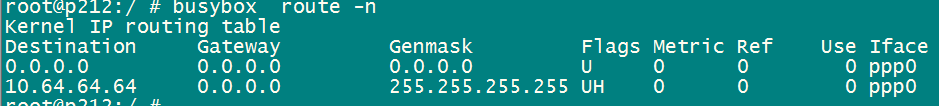 root@p212:/ # busybox  route -n
Kernel IP routing table
Destination     Gateway         Genmask         Flags Metric Ref    Use Iface
0.0.0.0         0.0.0.0         0.0.0.0         U     0      0        0 ppp0
10.64.64.64     0.0.0.0         255.255.255.255 UH    0      0        0 ppp0
root@p212:/ #